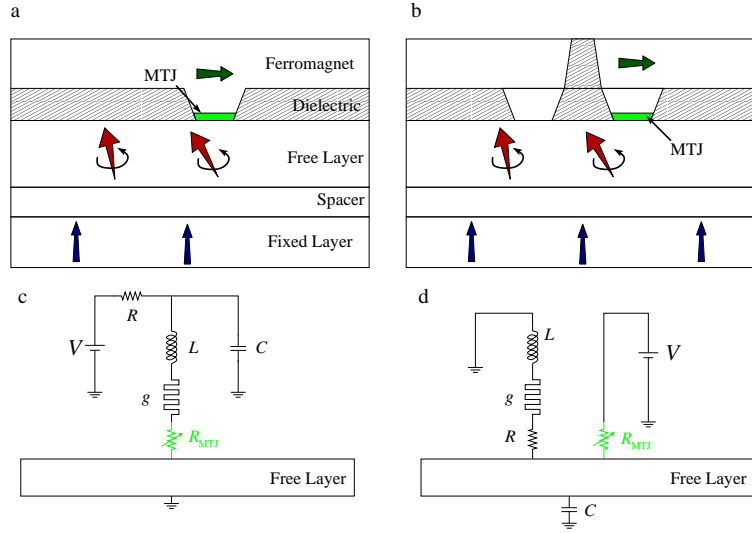 a
Ferromagnet
MTJ
Dielectric
Free Layer
Spacer
Fixed Layer
b
MTJ
c
R
V
L
C
g
R_MTJ
Free Layer
d
L
V
g
R
R_MTJ
Free Layer
C